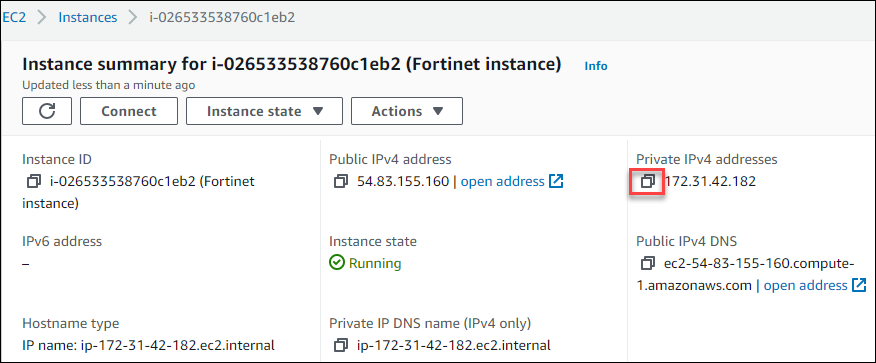 EC2 > Instances > i-026533538760c1eb2
Instance summary for i-026533538760c1eb2 (Fortinet instance) Info
Updated less than a minute ago
Connect Instance state Actions
Instance ID
i-026533538760c1eb2 (Fortinet
instance)
Public IPv4 address
54.83.155.160 | open address
Private IPv4 addresses
172.31.42.182
IPv6 address
–
Instance state
Running
Public IPv4 DNS
ec2-54-83-155-160.compute-
1.amazonaws.com | open address
Hostname type
IP name: ip-172-31-42-182.ec2.internal
Private IP DNS name (IPv4 only)
ip-172-31-42-182.ec2.internal